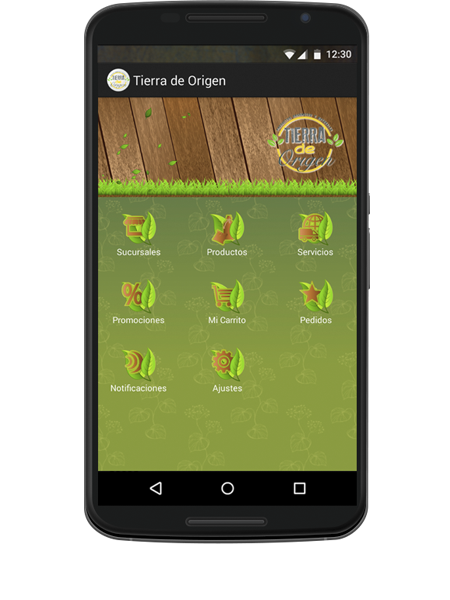 12:30
Tierra de Origen
TIERRA
de
Origen
Sucursales
Productos
Servicios
Promociones
Mi Carrito
Pedidos
Notificaciones
Ajustes